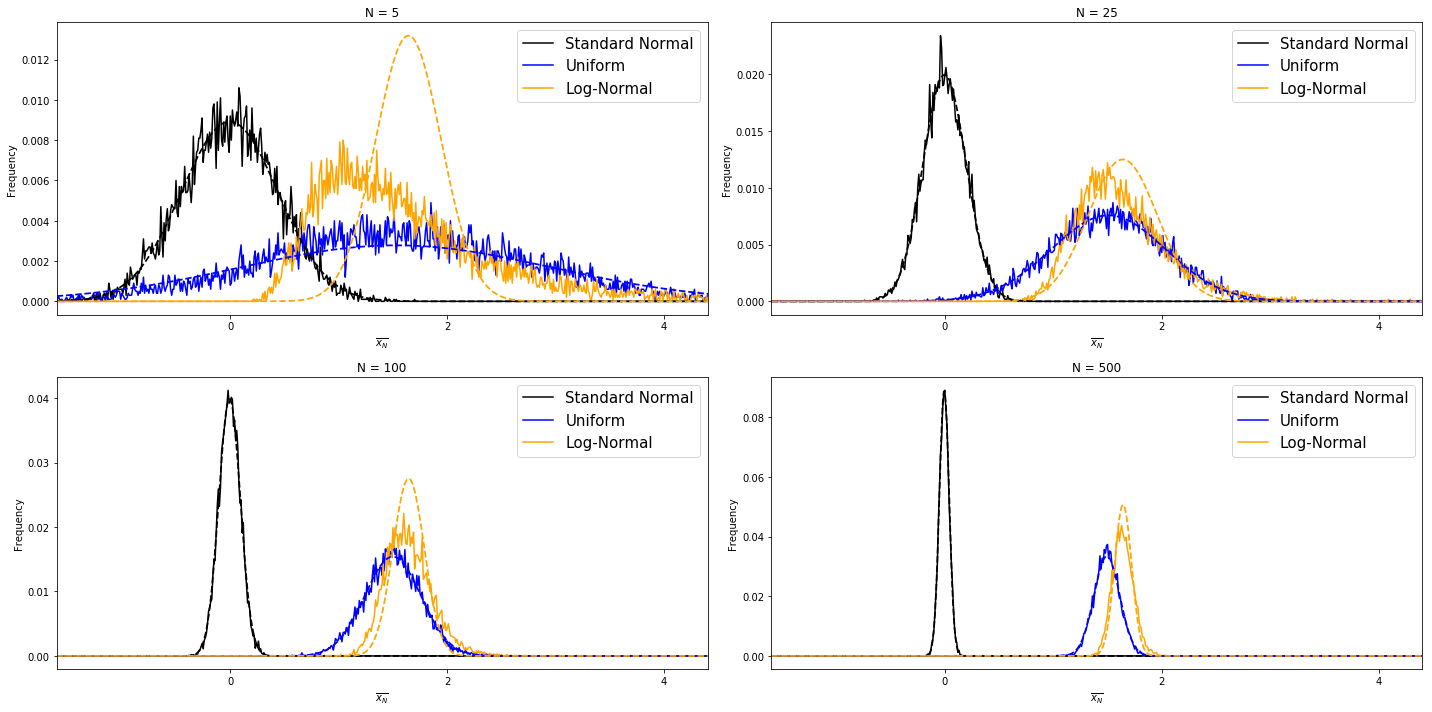 N = 5
Frequency
0.012
0.010
0.008
0.006
0.004
0.002
0.000
0 2 4
x̅_N
Standard Normal
Uniform
Log-Normal
N = 25
Frequency
0.020
0.015
0.010
0.005
0.000
0 2 4
x̅_N
Standard Normal
Uniform
Log-Normal
N = 100
Frequency
0.04
0.03
0.02
0.01
0.00
0 2 4
x̅_N
Standard Normal
Uniform
Log-Normal
N = 500
Frequency
0.08
0.06
0.04
0.02
0.00
0 2 4
x̅_N
Standard Normal
Uniform
Log-Normal